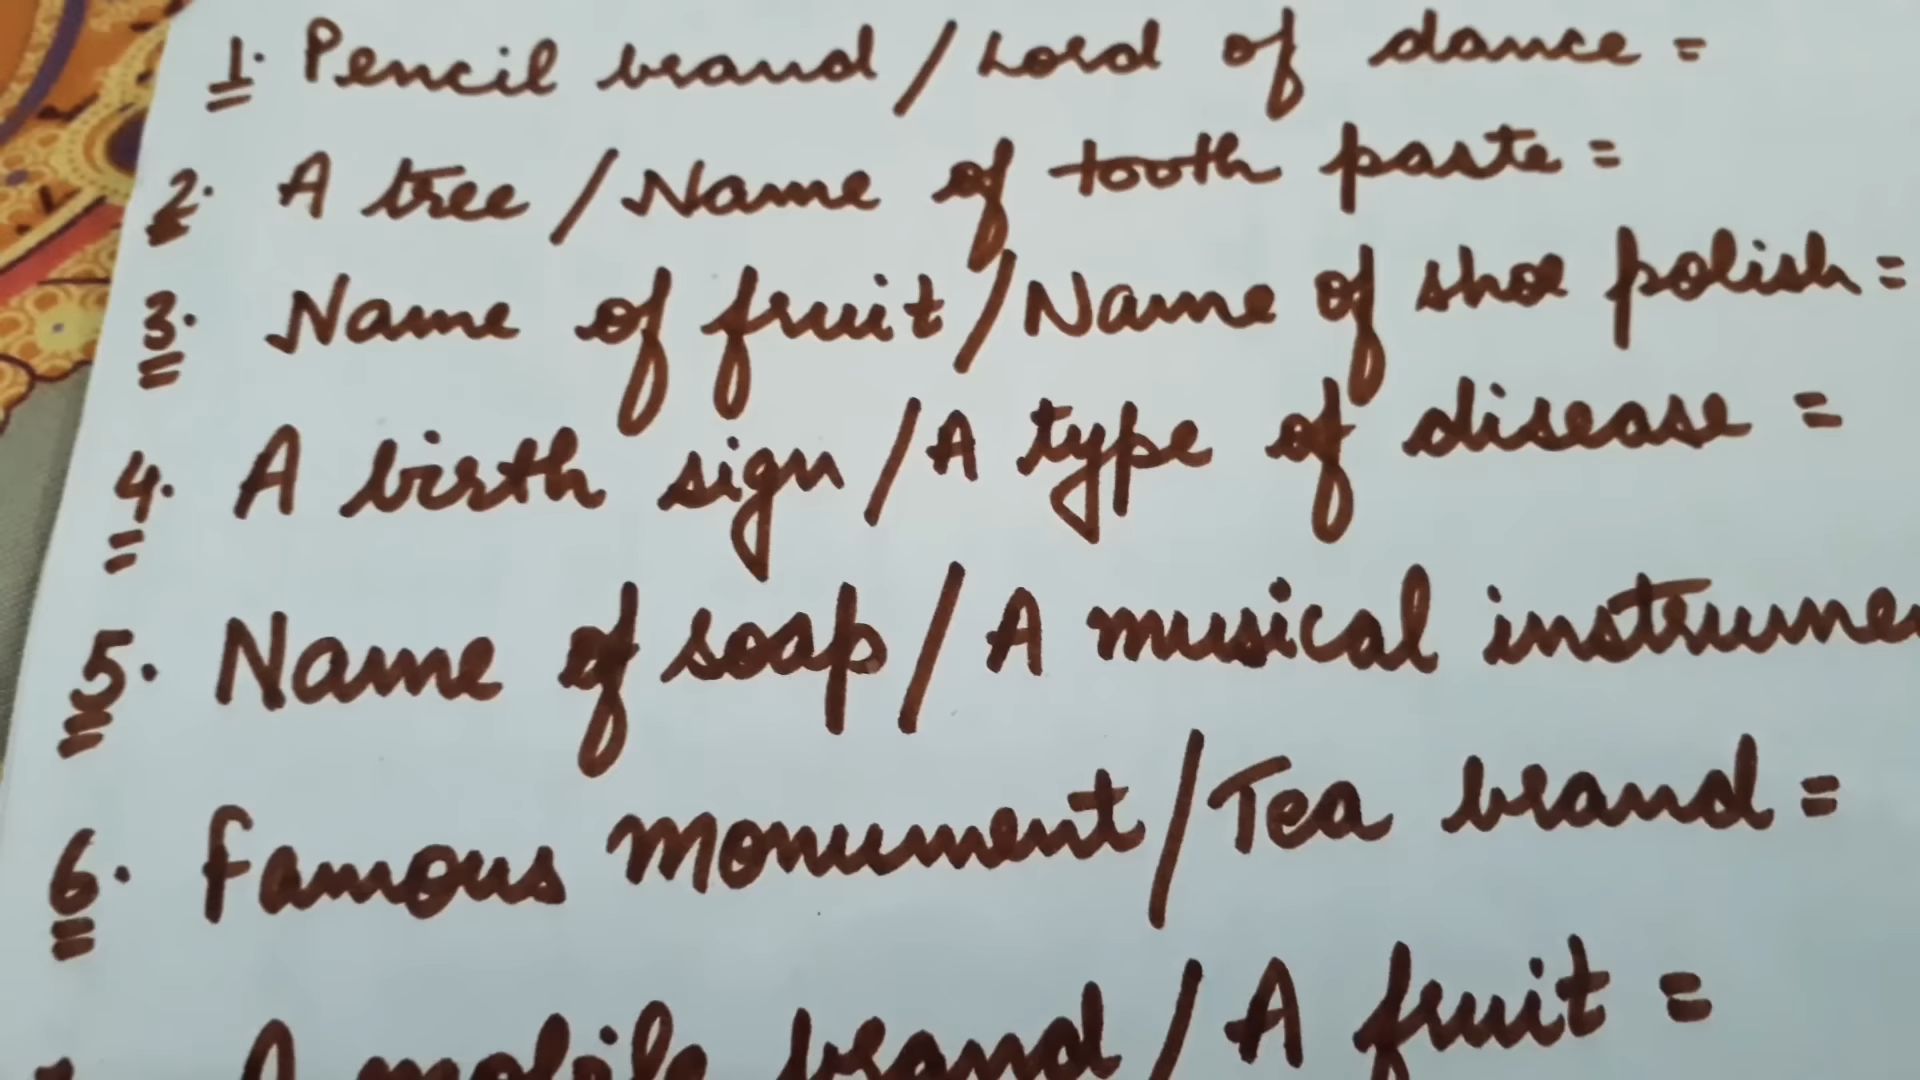 1. Pencil brand / Lord of dance =
2. A tree / Name of tooth paste =
3. Name of fruit / Name of shoe polish =
4. A birth sign / A type of disease =
5. Name of soap / A musical instrume
6. Famous monument / Tea brand =
A mobile brand / A fruit =